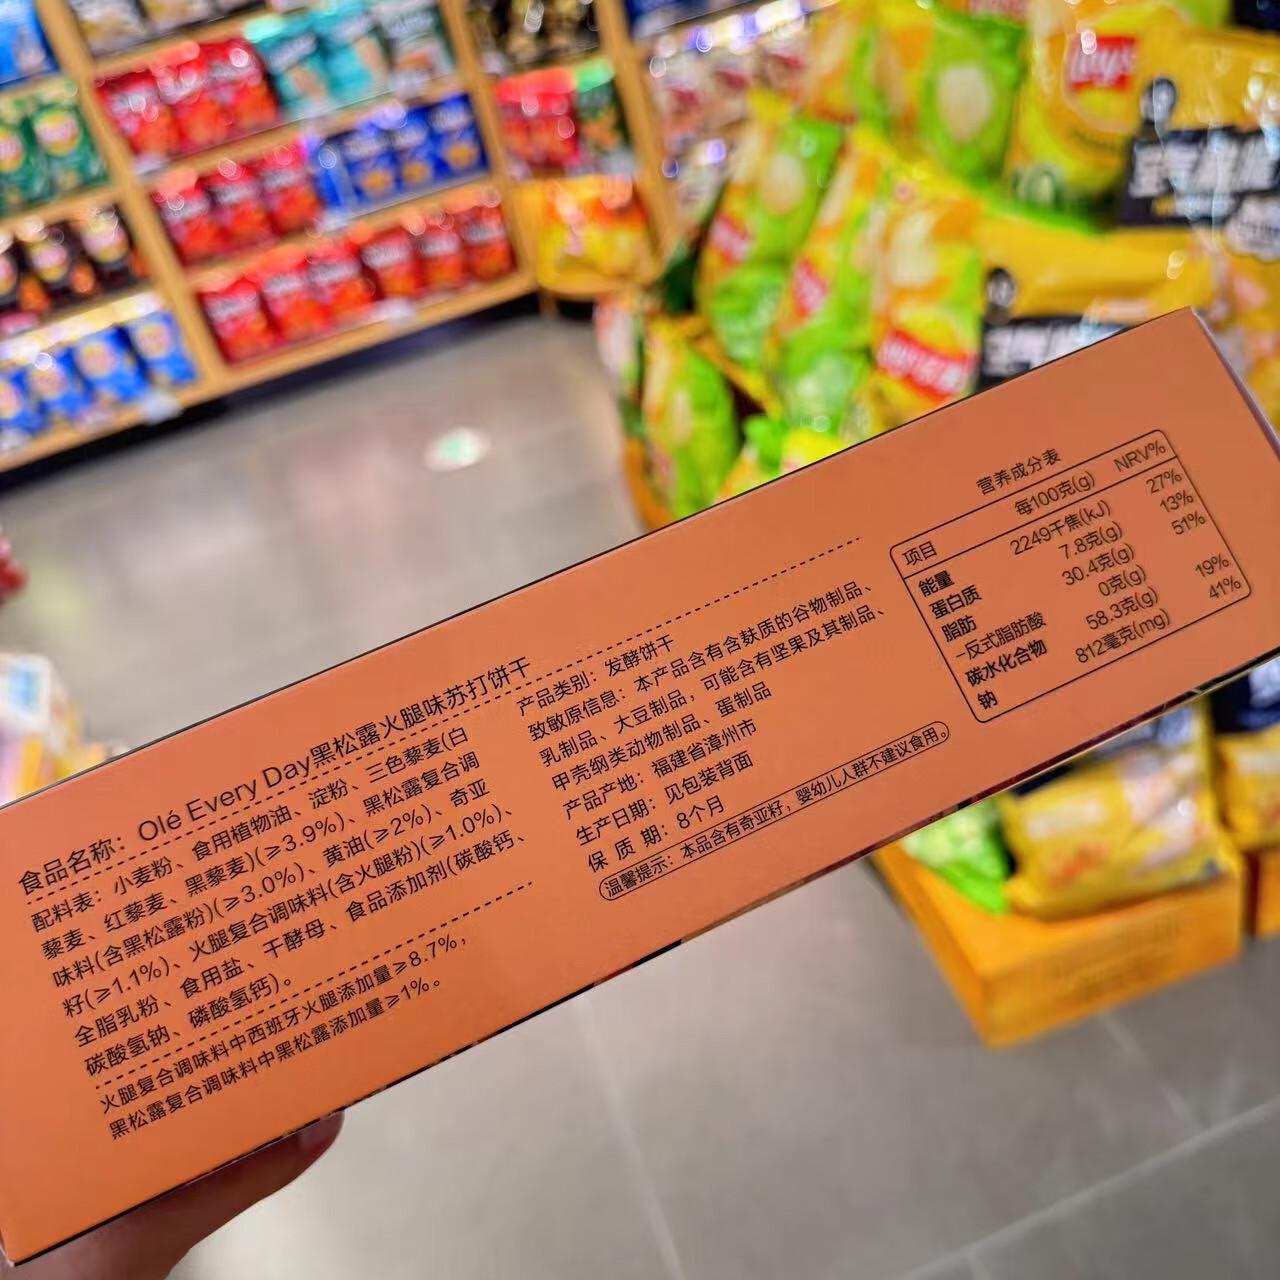 食品名称：Olé Every Day黑松露火腿味苏打饼干
配料表：小麦粉、食用植物油、淀粉、三色藜麦(白
藜麦、红藜麦、黑藜麦)(≥3.9%)、黑松露复合调
味料(含黑松露粉)(≥3.0%)、黄油(≥2%)、奇亚
籽(≥1.1%)、火腿复合调味料(含火腿粉)(≥1.0%)、
全脂乳粉、食用盐、干酵母、食品添加剂(碳酸钙、
碳酸氢钠、磷酸氢钙)。
火腿复合调味料中西班牙火腿添加量≥8.7%，
黑松露复合调味料中黑松露添加量≥1%。
产品类别：发酵饼干
致敏原信息：本产品含有含麸质的谷物制品、
乳制品、大豆制品，可能含有坚果及其制品、
甲壳纲类动物制品、蛋制品
产品产地：福建省漳州市
生产日期：见包装背面
保 质 期：8个月
温馨提示：本品含有奇亚籽，婴幼儿人群不建议食用。
营养成分表
项目 每100克(g) NRV%
能量 2249千焦(kJ) 27%
蛋白质 7.8克(g) 13%
脂肪 30.4克(g) 51%
-反式脂肪酸 0克(g)
碳水化合物 58.3克(g) 19%
钠 812毫克(mg) 41%
Lay's